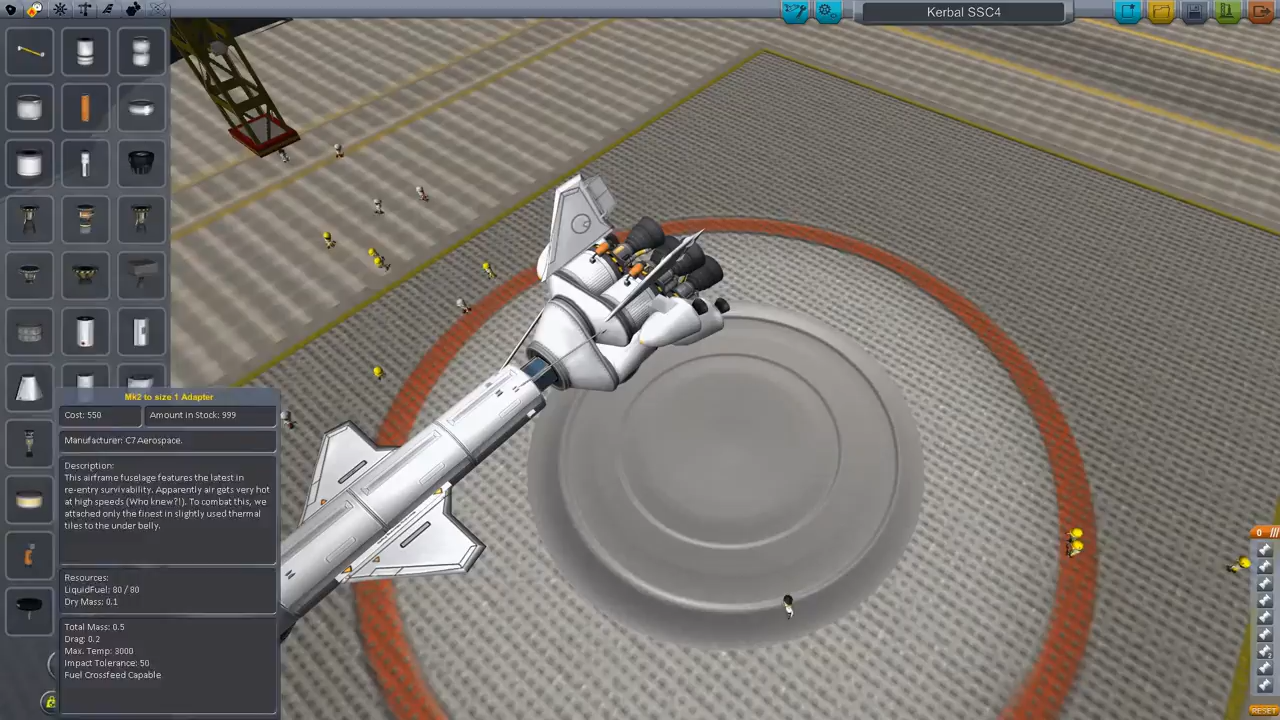 Kerbal SSC4
Mk2 to size 1 Adapter
Cost: 550
Amount in Stock: 999
Manufacturer: C7 Aerospace.
Description:
This airframe fuselage features the latest in
re-entry survivability. Apparently air gets very hot
at high speeds (Who knew?!). To combat this, we
attached only the finest in slightly used thermal
tiles to the under belly.
Resources:
LiquidFuel: 80 / 80
Dry Mass: 0.1
Total Mass: 0.5
Drag: 0.2
Max. Temp: 3000
Impact Tolerance: 50
Fuel Crossfeed Capable
0
2
RESET